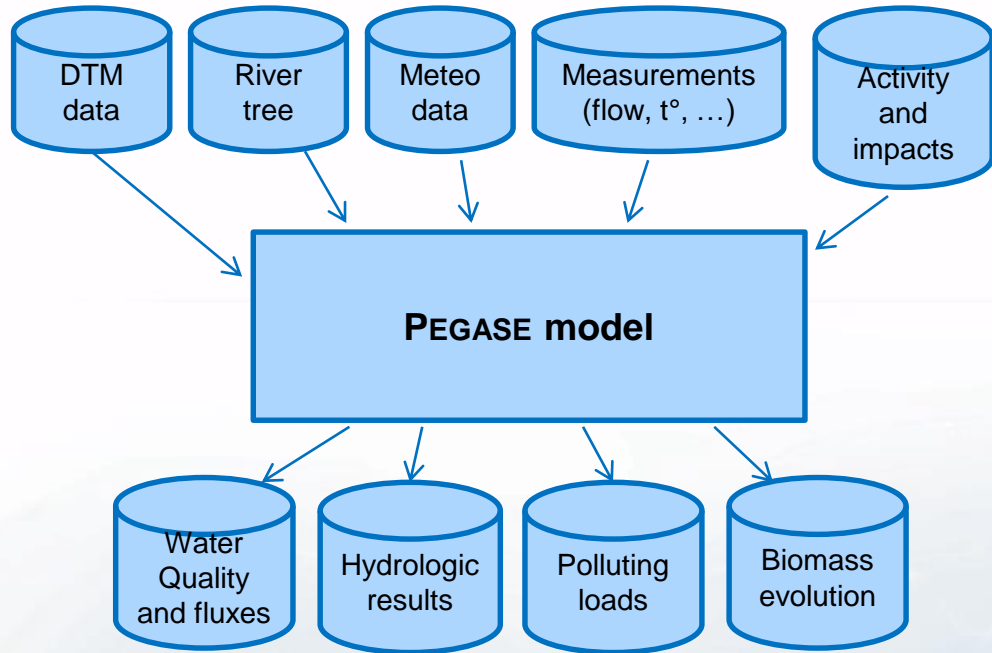 DTM
data
River
tree
Meteo
data
Measurements
(flow, t°, …)
Activity
and
impacts
PEGASE model
Water
Quality
and fluxes
Hydrologic
results
Polluting
loads
Biomass
evolution